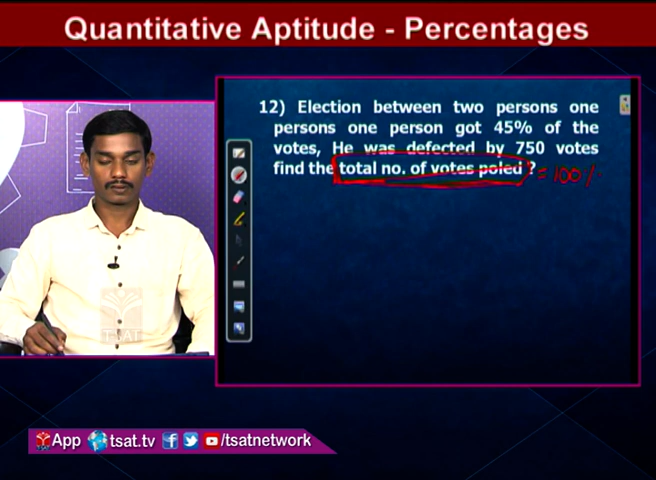 Quantitative Aptitude - Percentages
12) Election between two persons one
persons one person got 45% of the
votes, He was defected by 750 votes
find the total no. of votes poled ? = 100%
TSAT
App tsat.tv /tsatnetwork